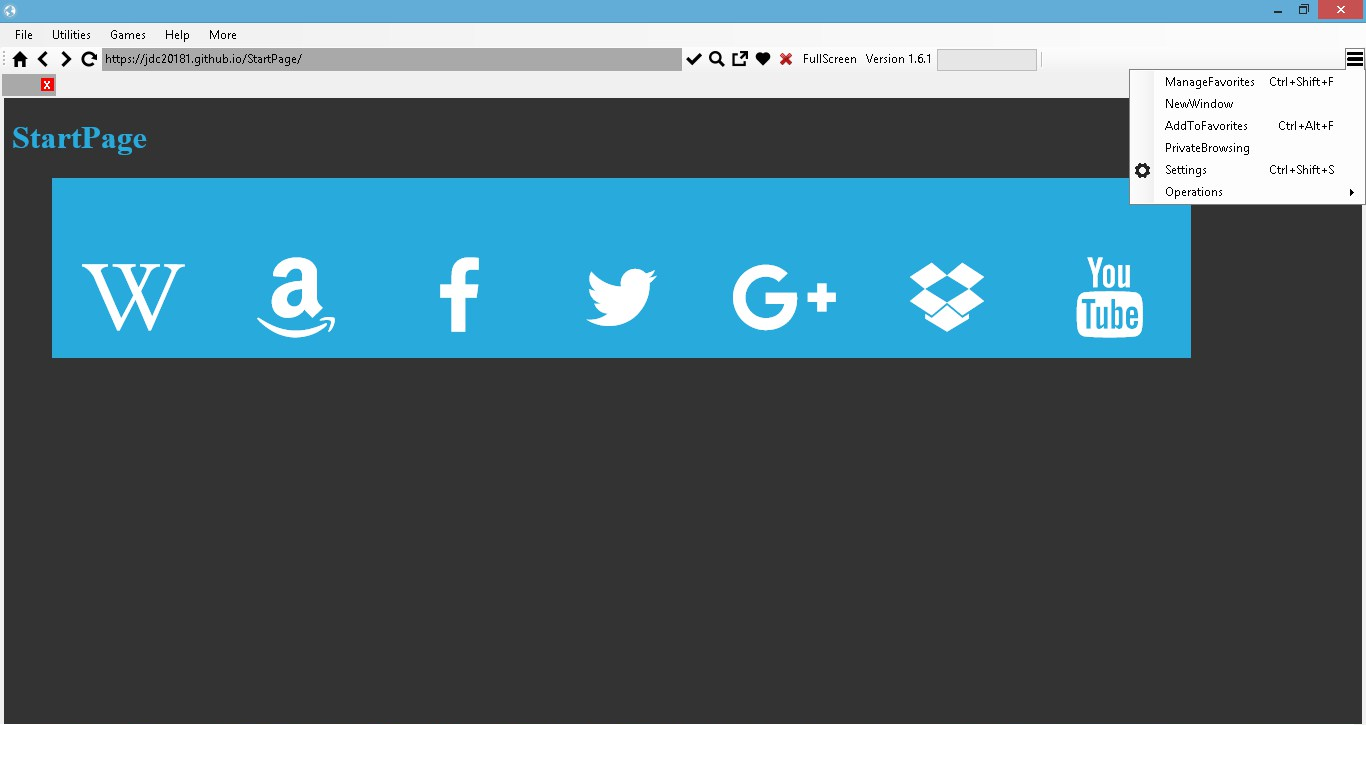 File Utilities Games Help More
https://jdc20181.github.io/StartPage/ FullScreen Version 1.6.1
X
ManageFavorites Ctrl+Shift+F
NewWindow
AddToFavorites Ctrl+Alt+F
PrivateBrowsing
Settings Ctrl+Shift+S
Operations
StartPage
W a f G+ You Tube